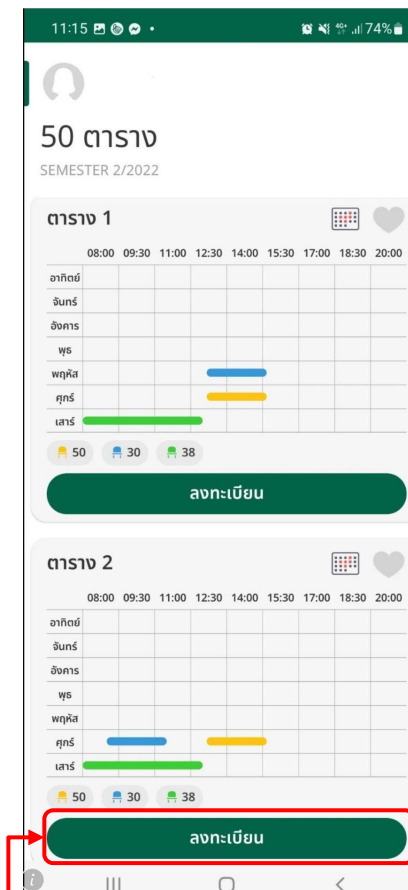 11:15 74%
50 ตาราง
SEMESTER 2/2022
ตาราง 1
08:00 09:30 11:00 12:30 14:00 15:30 17:00 18:30 20:00
อาทิตย์
จันทร์
อังคาร
พุธ
พฤหัส
ศุกร์
เสาร์
50 30 38
ลงทะเบียน
ตาราง 2
08:00 09:30 11:00 12:30 14:00 15:30 17:00 18:30 20:00
อาทิตย์
จันทร์
อังคาร
พุธ
พฤหัส
ศุกร์
เสาร์
50 30 38
ลงทะเบียน